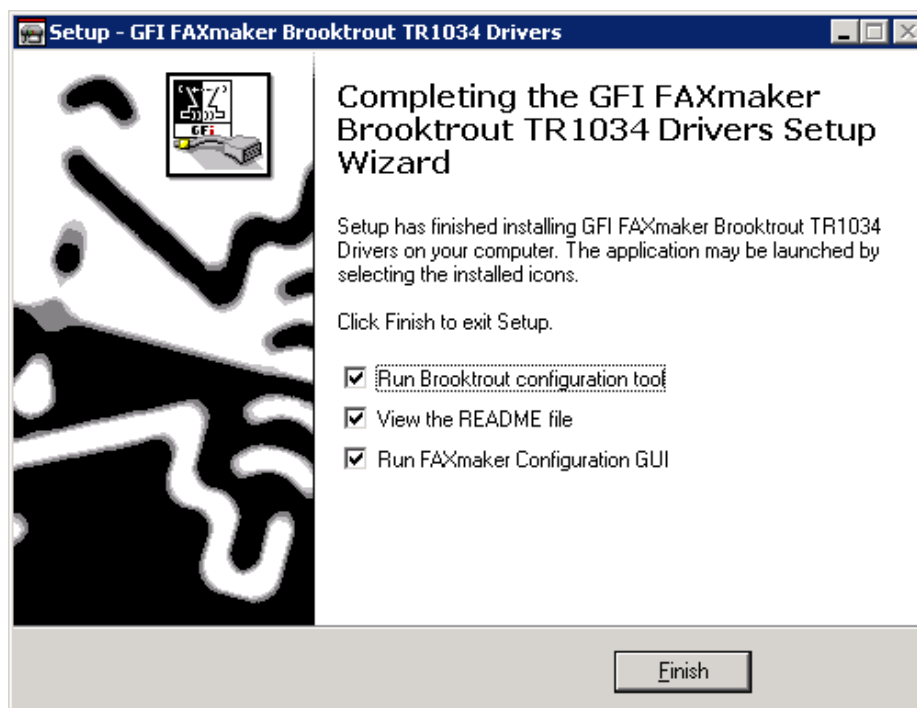 Setup - GFI FAXmaker Brooktrout TR1034 Drivers
GFi
Completing the GFI FAXmaker
Brooktrout TR1034 Drivers Setup
Wizard
Setup has finished installing GFI FAXmaker Brooktrout TR1034
Drivers on your computer. The application may be launched by
selecting the installed icons.
Click Finish to exit Setup.
Run Brooktrout configuration tool
View the README file
Run FAXmaker Configuration GUI
Finish